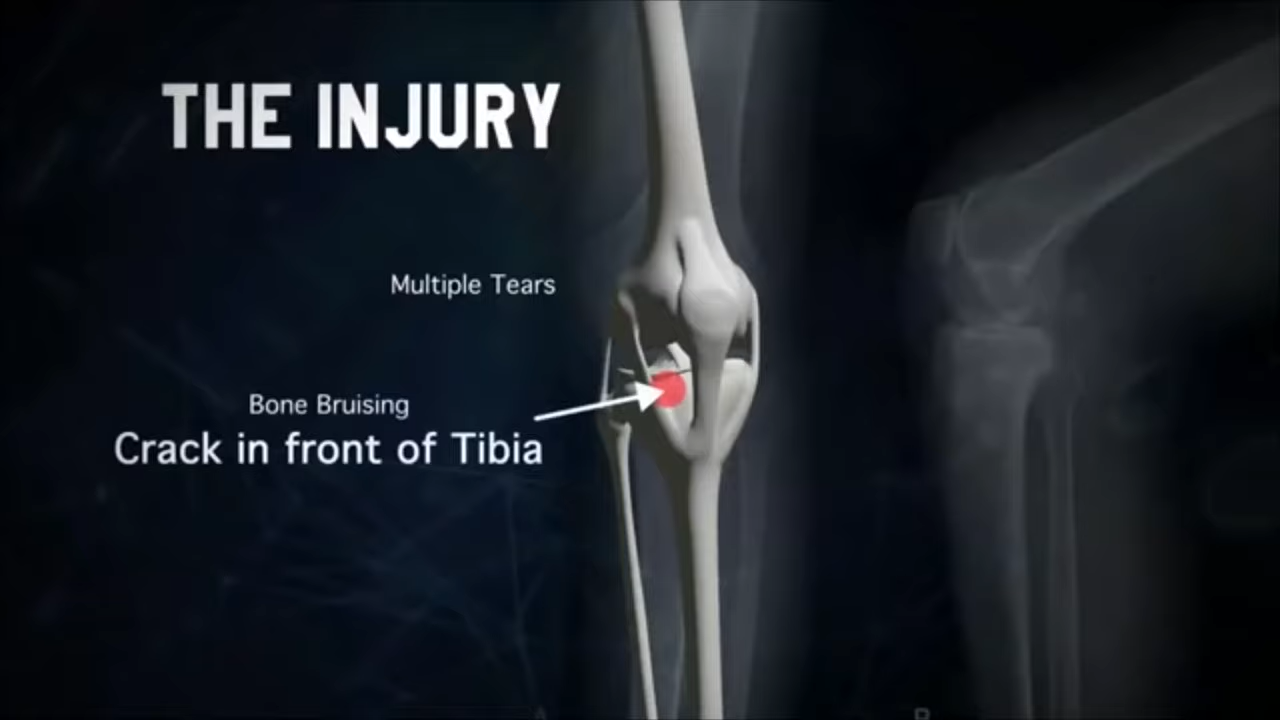 THE INJURY
Multiple Tears
Bone Bruising
Crack in front of Tibia